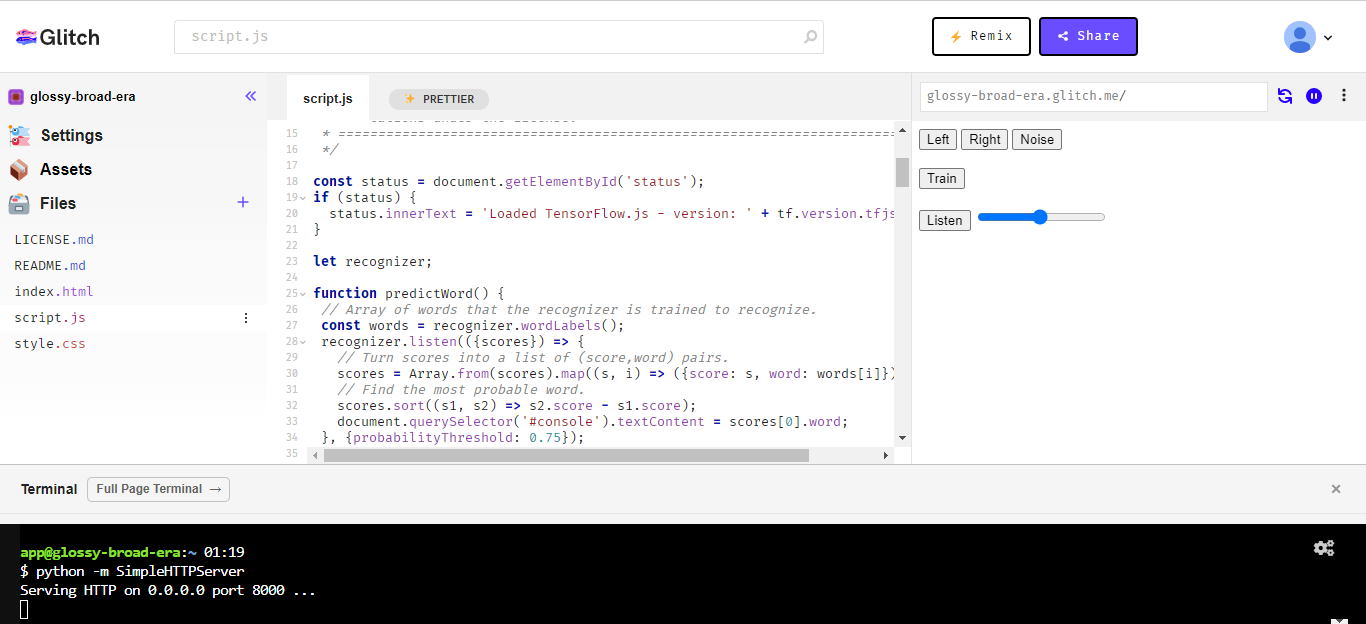 Glitch
script.js
Remix
Share
glossy-broad-era
Settings
Assets
Files
LICENSE.md
README.md
index.html
script.js
style.css
script.js
PRETTIER
15 * ======================================================================
16 */
17
18 const status = document.getElementById('status');
19 if (status) {
20 status.innerText = 'Loaded TensorFlow.js - version: ' + tf.version.tfjs
21 }
22
23 let recognizer;
24
25 function predictWord() {
26 // Array of words that the recognizer is trained to recognize.
27 const words = recognizer.wordLabels();
28 recognizer.listen(({scores}) => {
29 // Turn scores into a list of (score,word) pairs.
30 scores = Array.from(scores).map((s, i) => ({score: s, word: words[i]})
31 // Find the most probable word.
32 scores.sort((s1, s2) => s2.score - s1.score);
33 document.querySelector('#console').textContent = scores[0].word;
34 }, {probabilityThreshold: 0.75});
35
glossy-broad-era.glitch.me/
Left Right Noise
Train
Listen
Terminal
Full Page Terminal →
app@glossy-broad-era:~ 01:19
$ python -m SimpleHTTPServer
Serving HTTP on 0.0.0.0 port 8000 ...